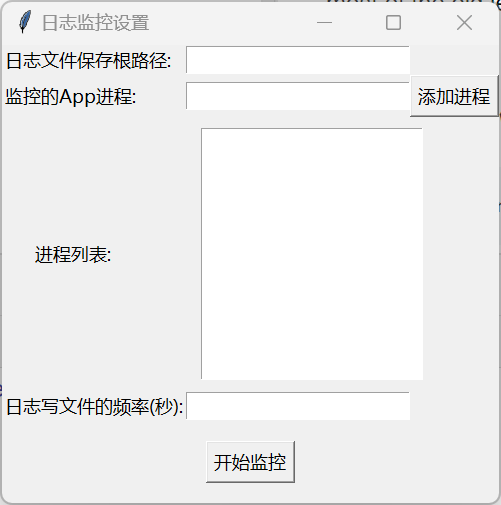 日志监控设置
日志文件保存根路径:
监控的App进程:
添加进程
进程列表:
日志写文件的频率(秒):
开始监控